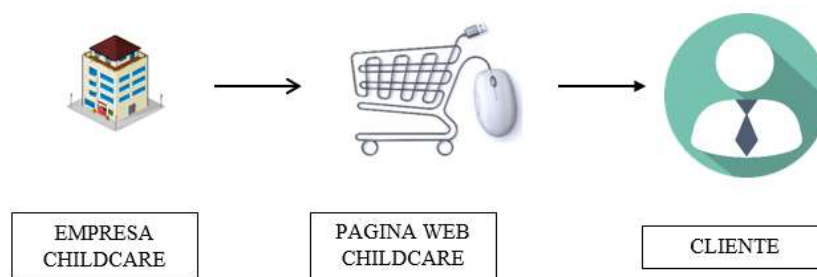 EMPRESA
CHILDCARE
PAGINA WEB
CHILDCARE
CLIENTE